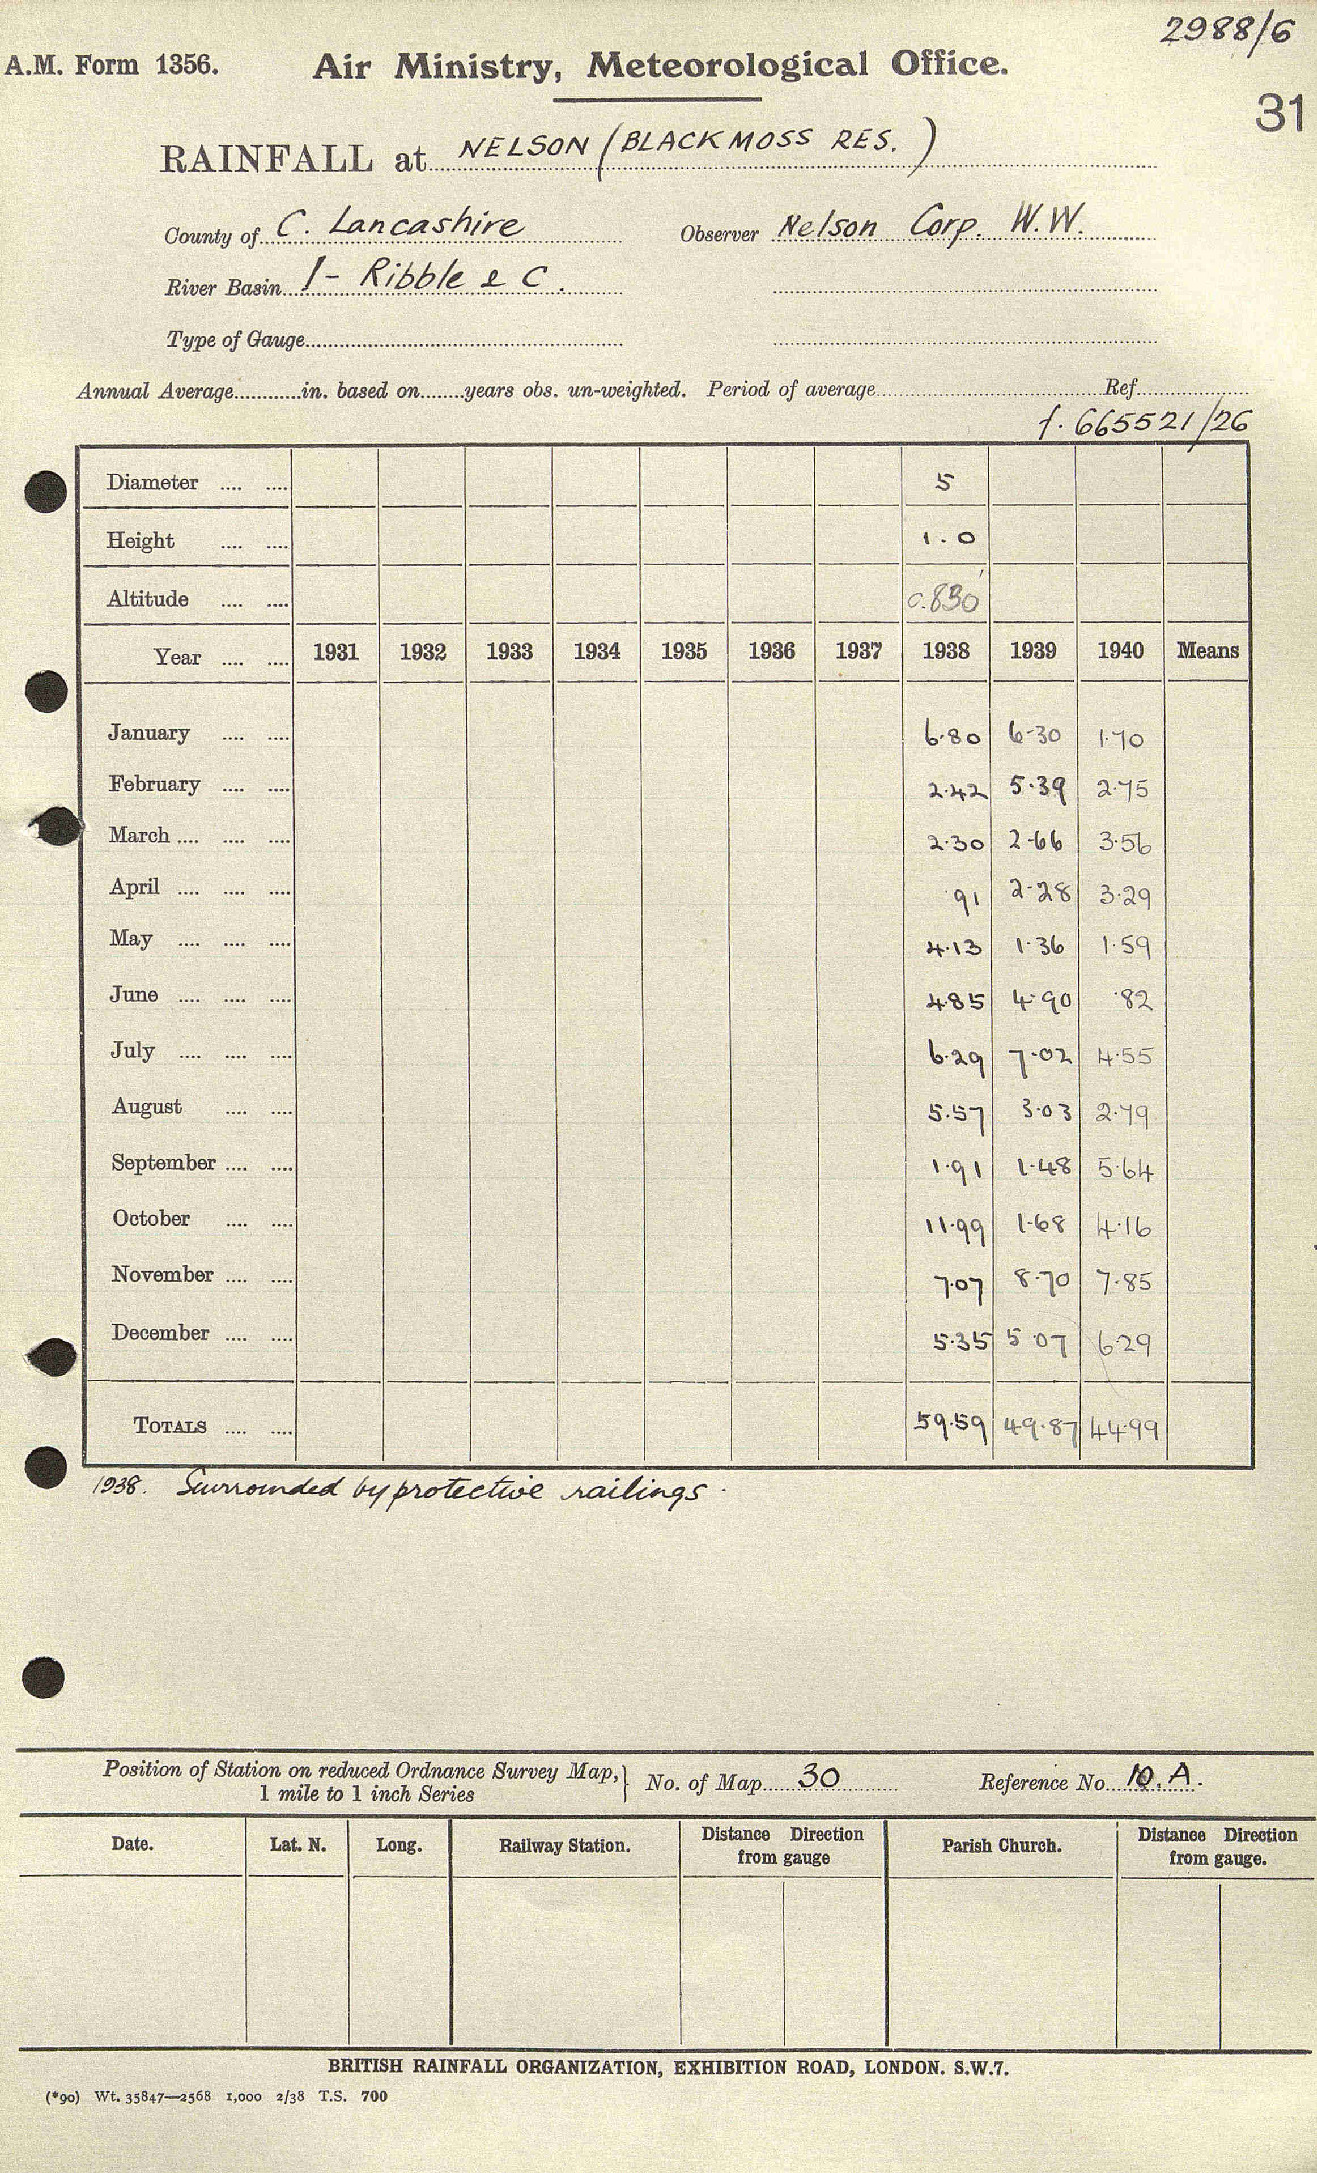 2988/6
A.M. Form 1356. Air Ministry, Meteorological Office.
31
RAINFALL at NELSON (BLACKMOSS RES.)
County of C. Lancashire Observer Nelson Corp. W.W.
River Basin 1- Ribble & C.
Type of Gauge
Annual Average in. based on years obs. un-weighted. Period of average Ref
f. 665521/26
Diameter .... .... 5
Height .... .... 1.0
Altitude .... .... c.830'
Year .... .... 1931 1932 1933 1934 1935 1936 1937 1938 1939 1940 Means
January .... .... 6.80 6.30 1.70
February .... .... 2.42 5.39 2.75
March .... .... .... 2.30 2.66 3.56
April .... .... .... .91 2.28 3.29
May .... .... .... 4.13 1.36 1.59
June .... .... .... 4.85 4.90 .82
July .... .... .... 6.29 7.02 4.55
August .... .... 5.57 3.03 2.79
September .... .... 1.91 1.48 5.64
October .... .... 11.99 1.68 4.16
November .... .... 7.07 8.70 7.85
December .... .... 5.35 5.07 6.29
TOTALS .... .... 59.59 49.87 44.99
1938. Surrounded by protective railings.
Position of Station on reduced Ordnance Survey Map, } No. of Map 30 Reference No. 10.A.
1 mile to 1 inch Series
Date. Lat. N. Long. Railway Station. Distance Direction Parish Church. Distance Direction
from gauge from gauge.
BRITISH RAINFALL ORGANIZATION, EXHIBITION ROAD, LONDON. S.W.7.
(*90) Wt. 35847—2568 1,000 2/38 T.S. 700